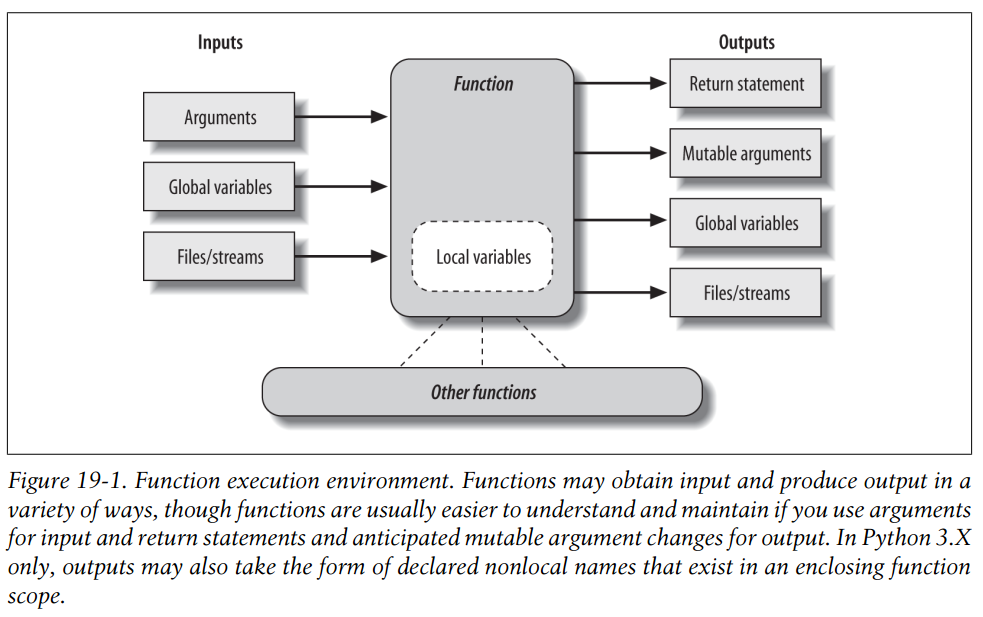 Inputs
Outputs
Function
Arguments
Global variables
Files/streams
Local variables
Return statement
Mutable arguments
Global variables
Files/streams
Other functions
Figure 19-1. Function execution environment. Functions may obtain input and produce output in a
variety of ways, though functions are usually easier to understand and maintain if you use arguments
for input and return statements and anticipated mutable argument changes for output. In Python 3.X
only, outputs may also take the form of declared nonlocal names that exist in an enclosing function
scope.